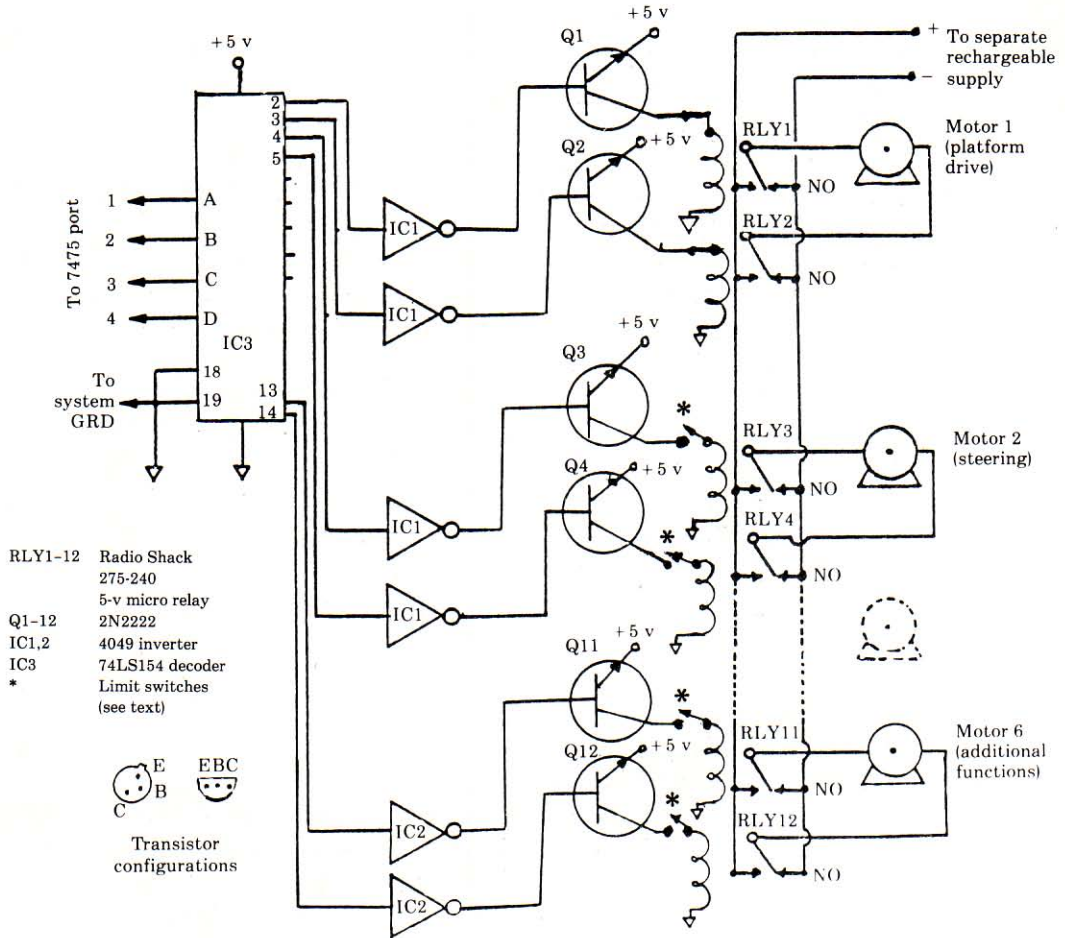 +5 v
2
3
4
5
1
A
2
B
3
C
4
D
To 7475 port
IC3
18
19
13
14
To
system
GRD
IC1
IC1
IC1
IC1
IC2
IC2
Q1
+5 v
Q2
+5 v
Q3
+5 v
*
Q4
+5 v
*
Q11
+5 v
*
Q12
+5 v
*
+ To separate
rechargeable
- supply
RLY1
NO
Motor 1
(platform
drive)
RLY2
NO
RLY3
NO
Motor 2
(steering)
RLY4
NO
RLY11
NO
Motor 6
(additional
functions)
RLY12
NO
RLY1-12 Radio Shack
275-240
5-v micro relay
Q1-12 2N2222
IC1,2 4049 inverter
IC3 74LS154 decoder
* Limit switches
(see text)
E
B
C
EBC
Transistor
configurations